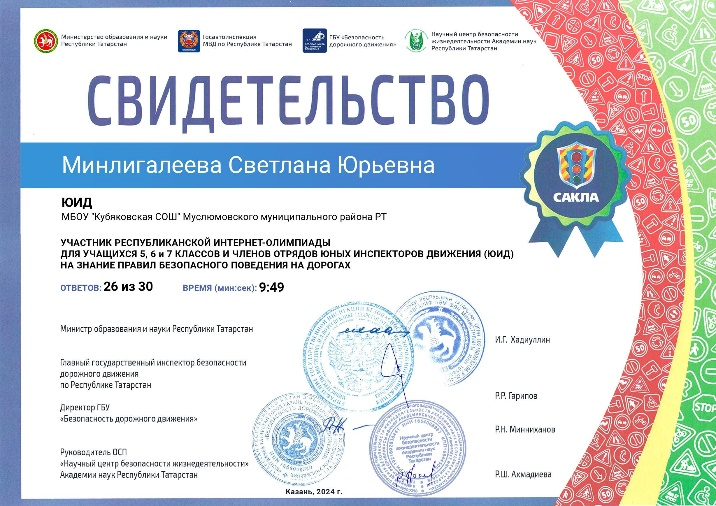 Министерство образования и науки
Республики Татарстан
Госавтоинспекция
МВД по Республике Татарстан
ГБУ «Безопасность
дорожного движения»
Научный центр безопасности
жизнедеятельности Академии наук
Республики Татарстан
СВИДЕТЕЛЬСТВО
Минлигалеева Светлана Юрьевна
САКЛА
ЮИД
МБОУ "Кубяковская СОШ" Муслюмовского муниципального района РТ
УЧАСТНИК РЕСПУБЛИКАНСКОЙ ИНТЕРНЕТ-ОЛИМПИАДЫ
ДЛЯ УЧАЩИХСЯ 5, 6 и 7 КЛАССОВ И ЧЛЕНОВ ОТРЯДОВ ЮНЫХ ИНСПЕКТОРОВ ДВИЖЕНИЯ (ЮИД)
НА ЗНАНИЕ ПРАВИЛ БЕЗОПАСНОГО ПОВЕДЕНИЯ НА ДОРОГАХ
ОТВЕТОВ: 26 из 30 ВРЕМЯ (мин:сек): 9:49
Министр образования и науки Республики Татарстан
И.Г. Хадиуллин
Главный государственный инспектор безопасности
дорожного движения
по Республике Татарстан
Р.Р. Гарипов
Директор ГБУ
«Безопасность дорожного движения»
Р.Н. Минниханов
Руководитель ОСП
«Научный центр безопасности жизнедеятельности»
Академии наук Республики Татарстан
Р.Ш. Ахмадиева
Научный центр
безопасности
жизнедеятельности
Казань, 2024 г.